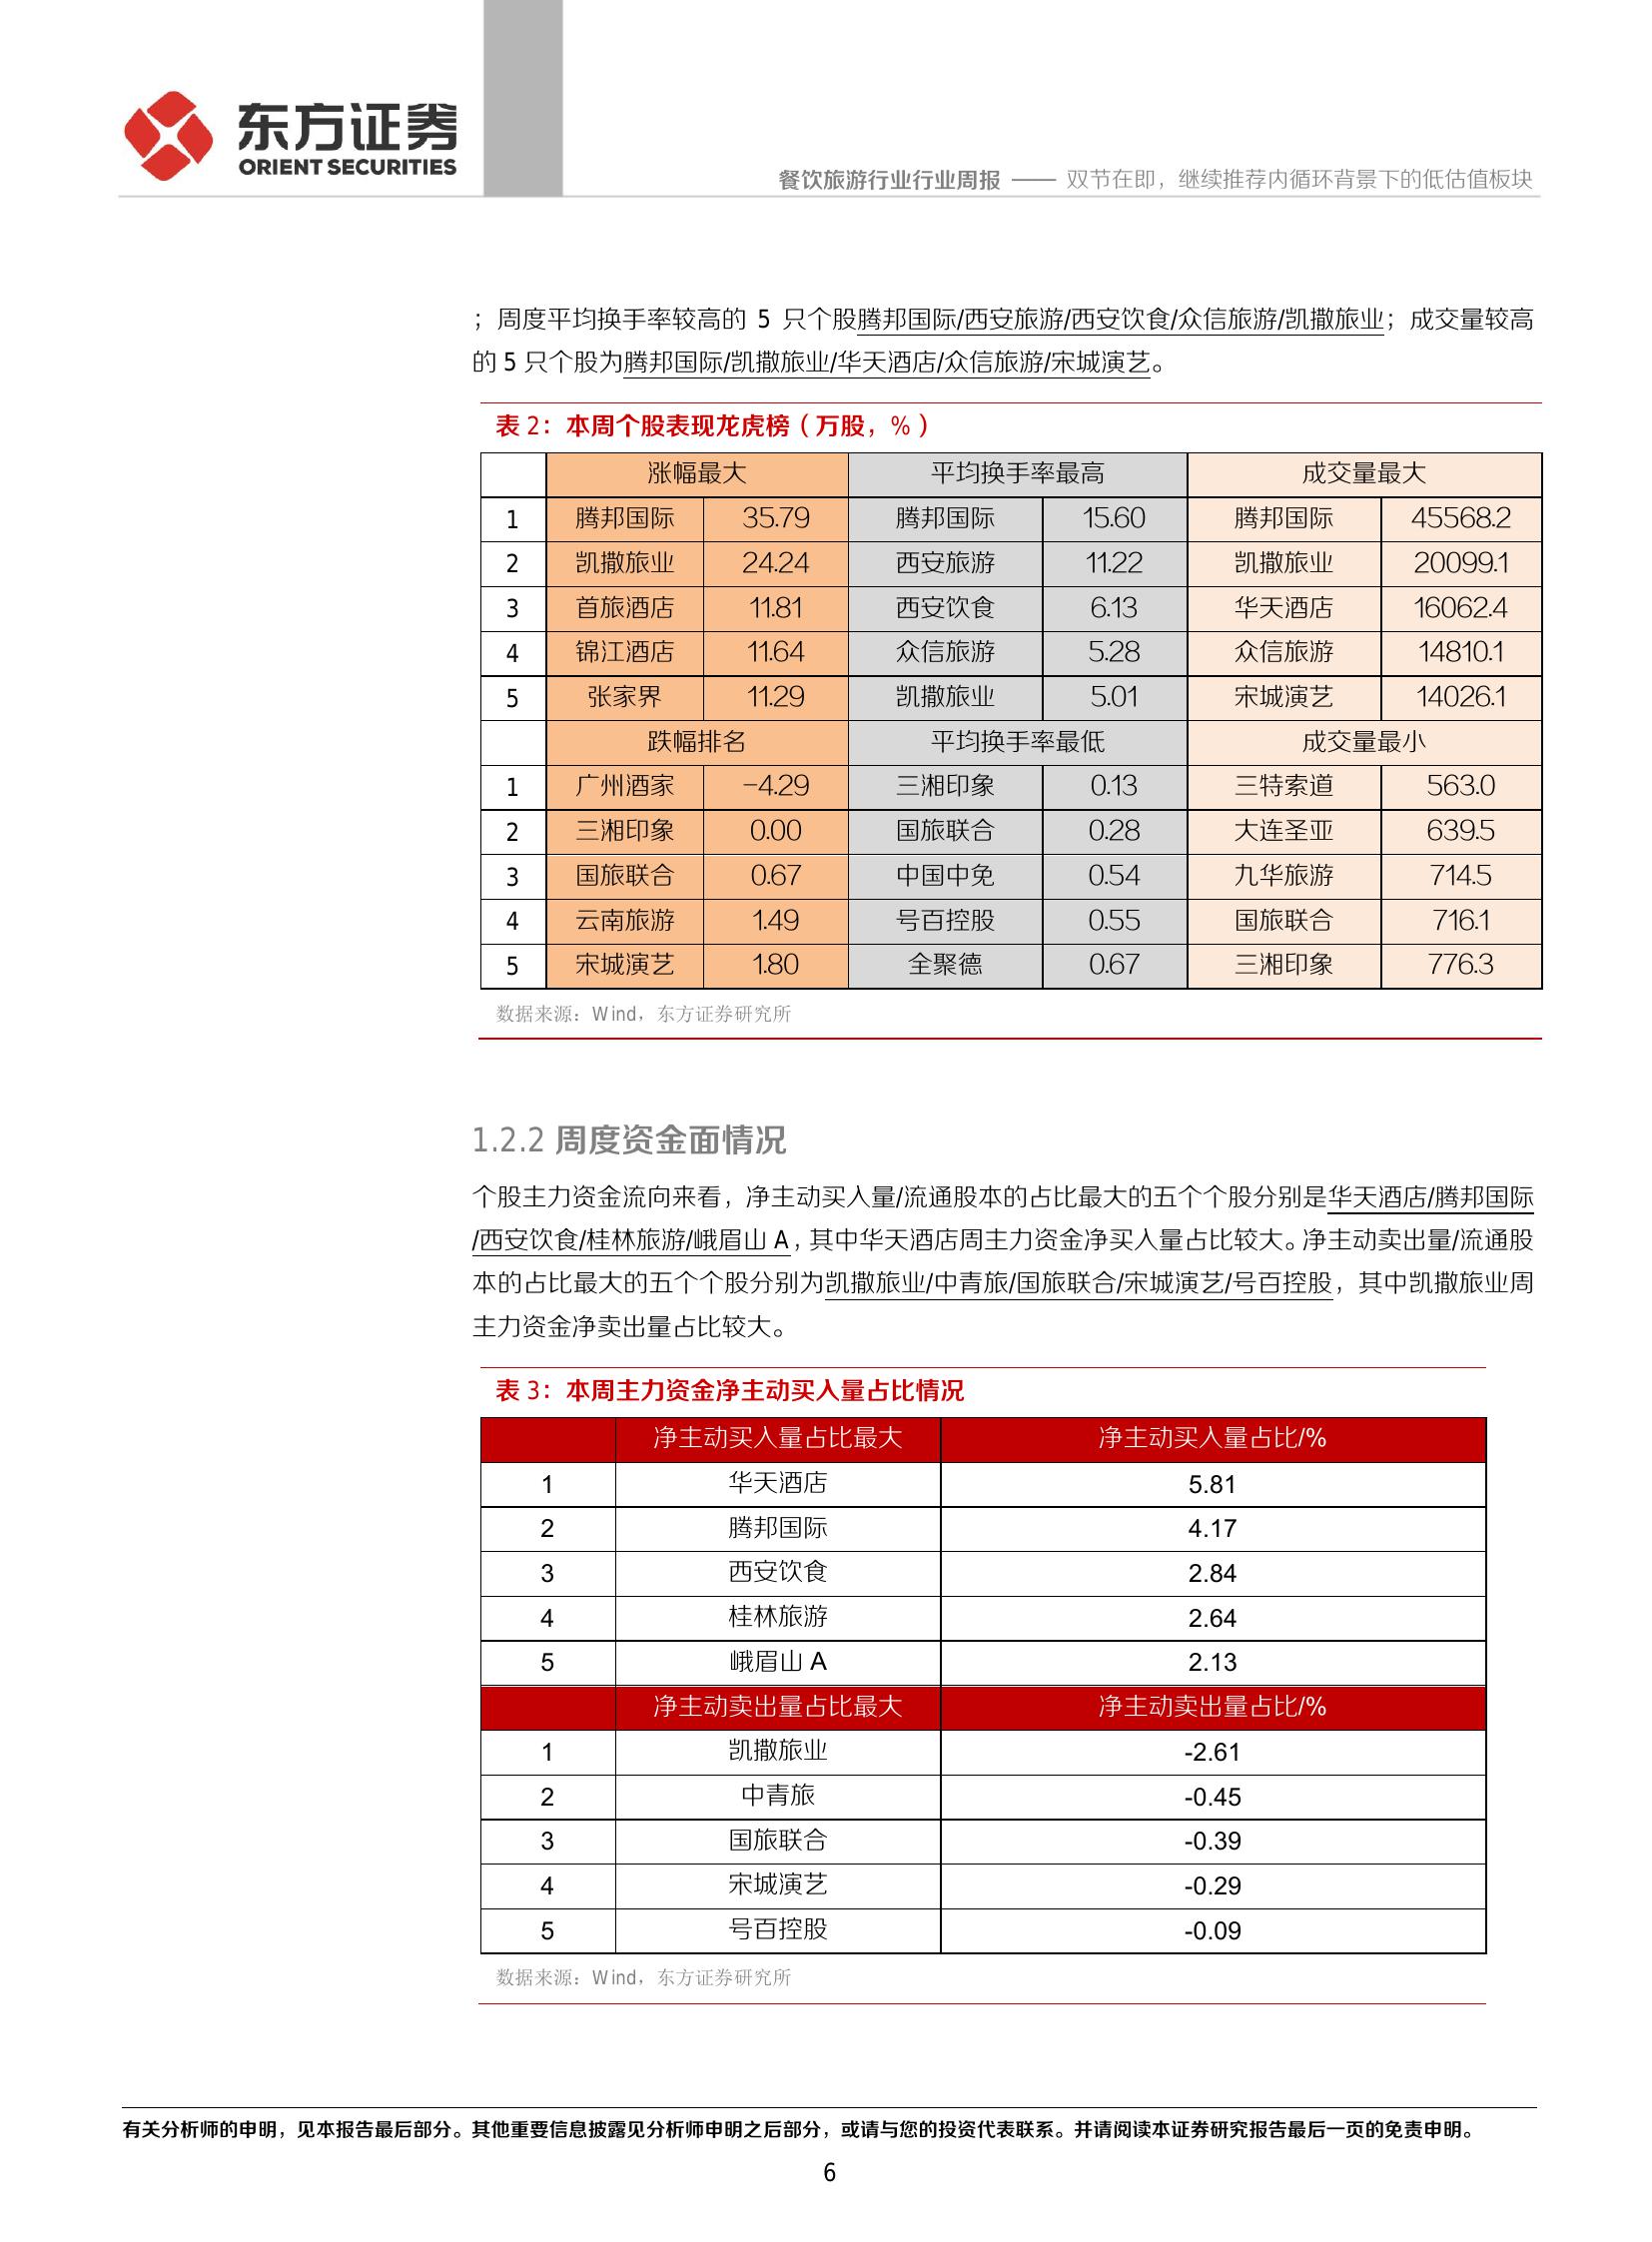 东方证券
ORIENT SECURITIES
餐饮旅游行业行业周报 —— 双节在即，继续推荐内循环背景下的低估值板块
；周度平均换手率较高的 5 只个股腾邦国际/西安旅游/西安饮食/众信旅游/凯撒旅业；成交量较高
的 5 只个股为腾邦国际/凯撒旅业/华天酒店/众信旅游/宋城演艺。
表 2：本周个股表现龙虎榜（万股，%）
涨幅最大 平均换手率最高 成交量最大
1 腾邦国际 35.79 腾邦国际 15.60 腾邦国际 45568.2
2 凯撒旅业 24.24 西安旅游 11.22 凯撒旅业 20099.1
3 首旅酒店 11.81 西安饮食 6.13 华天酒店 16062.4
4 锦江酒店 11.64 众信旅游 5.28 众信旅游 14810.1
5 张家界 11.29 凯撒旅业 5.01 宋城演艺 14026.1
跌幅排名 平均换手率最低 成交量最小
1 广州酒家 -4.29 三湘印象 0.13 三特索道 563.0
2 三湘印象 0.00 国旅联合 0.28 大连圣亚 639.5
3 国旅联合 0.67 中国中免 0.54 九华旅游 714.5
4 云南旅游 1.49 号百控股 0.55 国旅联合 716.1
5 宋城演艺 1.80 全聚德 0.67 三湘印象 776.3
数据来源：Wind，东方证券研究所
1.2.2 周度资金面情况
个股主力资金流向来看，净主动买入量/流通股本的占比最大的五个个股分别是华天酒店/腾邦国际
/西安饮食/桂林旅游/峨眉山 A，其中华天酒店周主力资金净买入量占比较大。净主动卖出量/流通股
本的占比最大的五个个股分别为凯撒旅业/中青旅/国旅联合/宋城演艺/号百控股，其中凯撒旅业周
主力资金净卖出量占比较大。
表 3：本周主力资金净主动买入量占比情况
净主动买入量占比最大 净主动买入量占比/%
1 华天酒店 5.81
2 腾邦国际 4.17
3 西安饮食 2.84
4 桂林旅游 2.64
5 峨眉山 A 2.13
净主动卖出量占比最大 净主动卖出量占比/%
1 凯撒旅业 -2.61
2 中青旅 -0.45
3 国旅联合 -0.39
4 宋城演艺 -0.29
5 号百控股 -0.09
数据来源：Wind，东方证券研究所
有关分析师的申明，见本报告最后部分。其他重要信息披露见分析师申明之后部分，或请与您的投资代表联系。并请阅读本证券研究报告最后一页的免责申明。
6